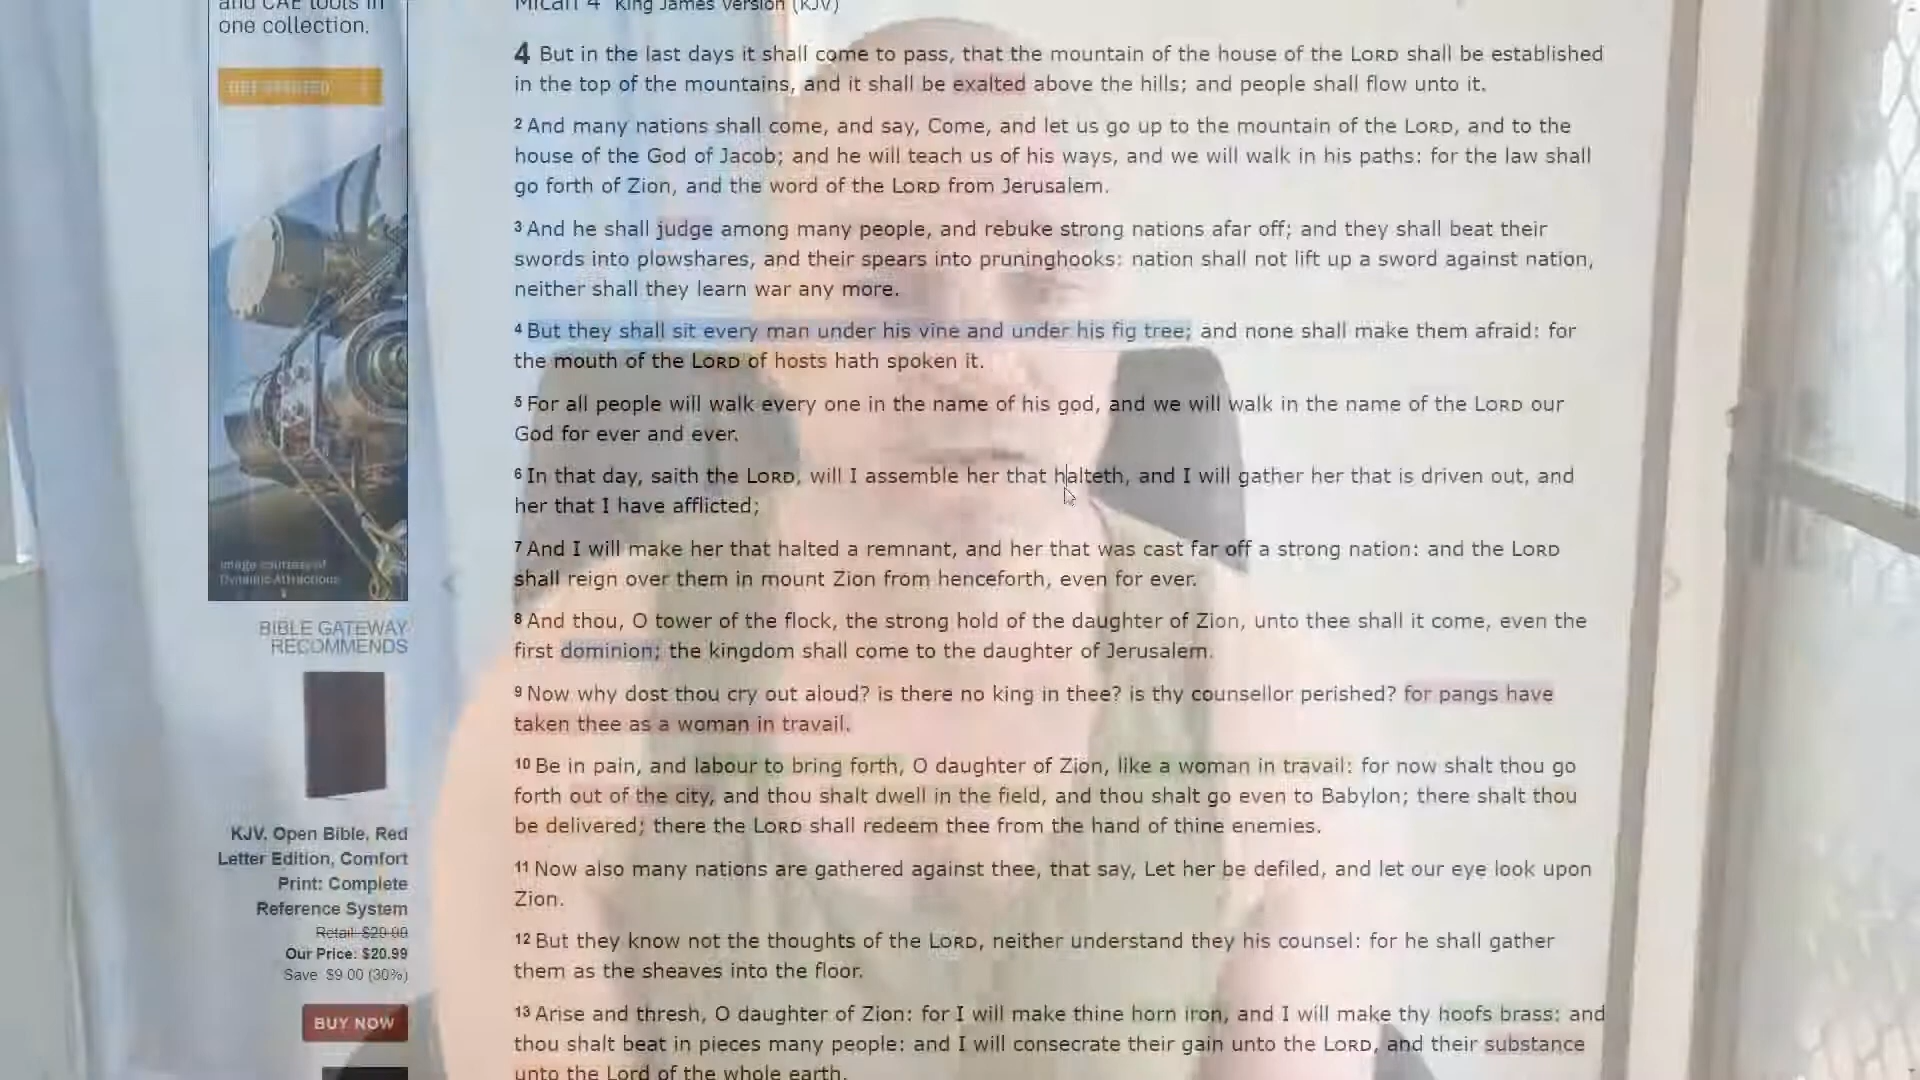 and CAE tools in
one collection.
GET STARTED
image courtesy of
Dynamic Attractions
BIBLE GATEWAY
RECOMMENDS
KJV, Open Bible, Red
Letter Edition, Comfort
Print: Complete
Reference System
Retail: $29.99
Our Price: $20.99
Save: $9.00 (30%)
BUY NOW
Micah 4 King James Version (KJV)
4 But in the last days it shall come to pass, that the mountain of the house of the LORD shall be established
in the top of the mountains, and it shall be exalted above the hills; and people shall flow unto it.
2 And many nations shall come, and say, Come, and let us go up to the mountain of the LORD, and to the
house of the God of Jacob; and he will teach us of his ways, and we will walk in his paths: for the law shall
go forth of Zion, and the word of the LORD from Jerusalem.
3 And he shall judge among many people, and rebuke strong nations afar off; and they shall beat their
swords into plowshares, and their spears into pruninghooks: nation shall not lift up a sword against nation,
neither shall they learn war any more.
4 But they shall sit every man under his vine and under his fig tree; and none shall make them afraid: for
the mouth of the LORD of hosts hath spoken it.
5 For all people will walk every one in the name of his god, and we will walk in the name of the LORD our
God for ever and ever.
6 In that day, saith the LORD, will I assemble her that halteth, and I will gather her that is driven out, and
her that I have afflicted;
7 And I will make her that halted a remnant, and her that was cast far off a strong nation: and the LORD
shall reign over them in mount Zion from henceforth, even for ever.
8 And thou, O tower of the flock, the strong hold of the daughter of Zion, unto thee shall it come, even the
first dominion; the kingdom shall come to the daughter of Jerusalem.
9 Now why dost thou cry out aloud? is there no king in thee? is thy counsellor perished? for pangs have
taken thee as a woman in travail.
10 Be in pain, and labour to bring forth, O daughter of Zion, like a woman in travail: for now shalt thou go
forth out of the city, and thou shalt dwell in the field, and thou shalt go even to Babylon; there shalt thou
be delivered; there the LORD shall redeem thee from the hand of thine enemies.
11 Now also many nations are gathered against thee, that say, Let her be defiled, and let our eye look upon
Zion.
12 But they know not the thoughts of the LORD, neither understand they his counsel: for he shall gather
them as the sheaves into the floor.
13 Arise and thresh, O daughter of Zion: for I will make thine horn iron, and I will make thy hoofs brass: and
thou shalt beat in pieces many people: and I will consecrate their gain unto the LORD, and their substance
unto the Lord of the whole earth.